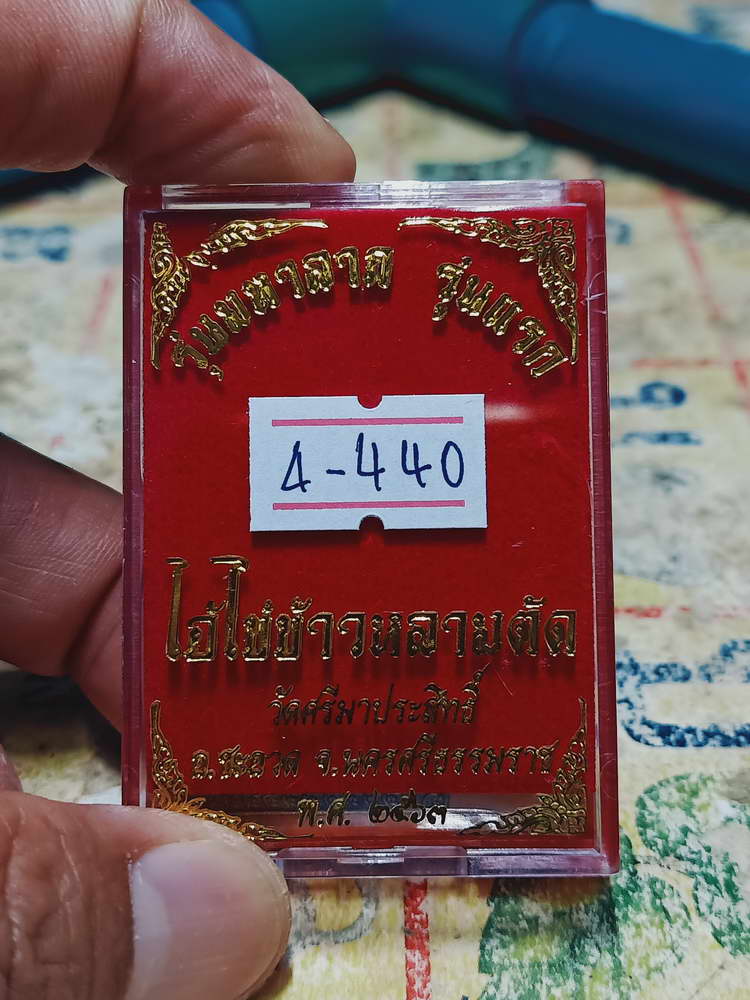 รุ่นมหาลาภ รุ่นแรก
4-440
ไอ้ไข่ข้าวหลามตัด
วัดศรีมาประสิทธิ์
อ.ชะอวด จ.นครศรีธรรมราช
พ.ศ. ๒๕๖๓